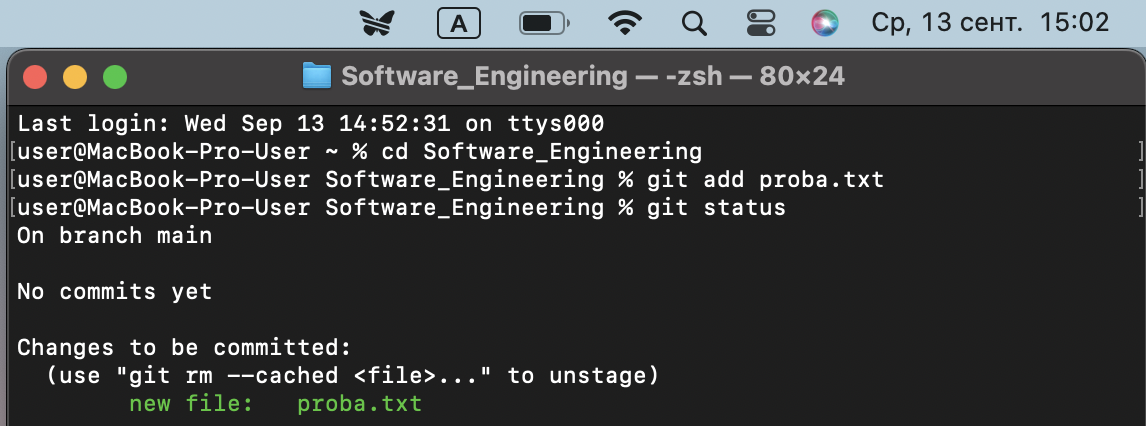 A
Ср, 13 сент. 15:02
Software_Engineering — -zsh — 80×24
Last login: Wed Sep 13 14:52:31 on ttys000
[user@MacBook-Pro-User ~ % cd Software_Engineering ]
[user@MacBook-Pro-User Software_Engineering % git add proba.txt ]
[user@MacBook-Pro-User Software_Engineering % git status ]
On branch main
No commits yet
Changes to be committed:
(use "git rm --cached <file>..." to unstage)
new file: proba.txt